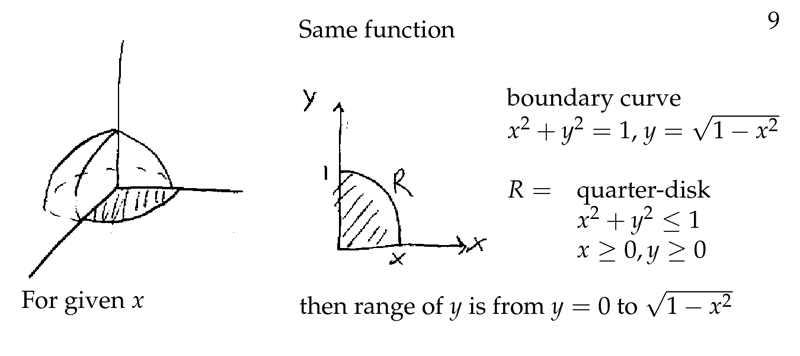 Same function
9
y
1
R
x
x
boundary curve
x² + y² = 1, y = √(1 − x²)
R = quarter-disk
x² + y² ≤ 1
x ≥ 0, y ≥ 0
For given x
then range of y is from y = 0 to √(1 − x²)